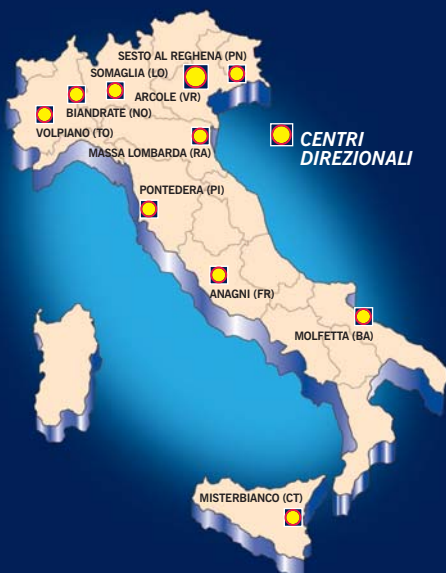 SESTO AL REGHENA (PN)
SOMAGLIA (LO)
ARCOLE (VR)
BIANDRATE (NO)
VOLPIANO (TO)
MASSA LOMBARDA (RA)
CENTRI
DIREZIONALI
PONTEDERA (PI)
ANAGNI (FR)
MOLFETTA (BA)
MISTERBIANCO (CT)